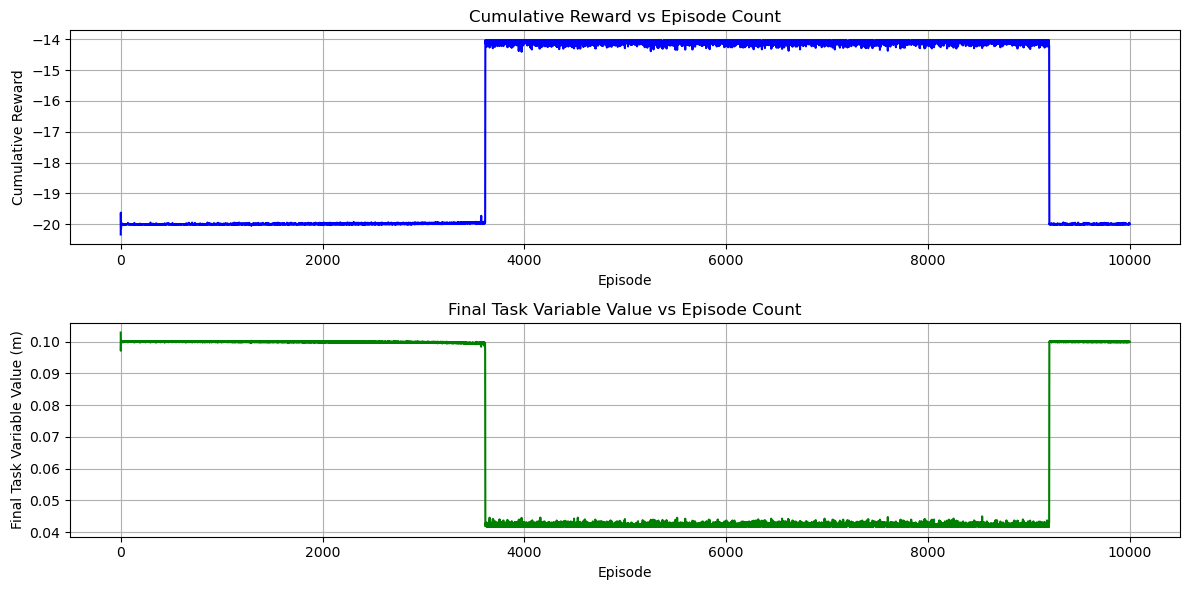 Cumulative Reward vs Episode Count
Cumulative Reward
−14
−15
−16
−17
−18
−19
−20
0 2000 4000 6000 8000 10000
Episode
Final Task Variable Value vs Episode Count
Final Task Variable Value (m)
0.10
0.09
0.08
0.07
0.06
0.05
0.04
0 2000 4000 6000 8000 10000
Episode